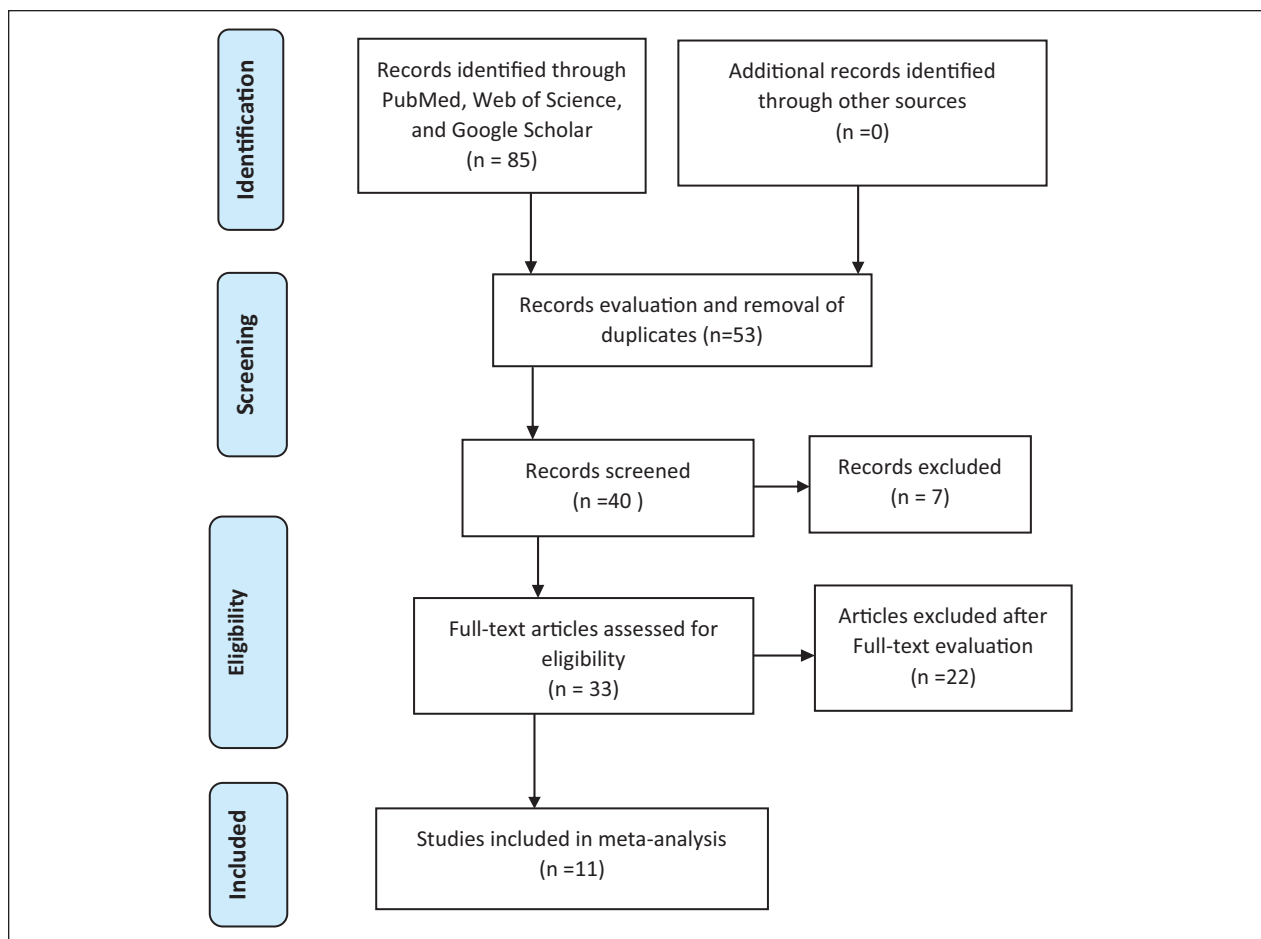 Identification
Records identified through
PubMed, Web of Science,
and Google Scholar
(n = 85)
Additional records identified
through other sources
(n =0)
Screening
Records evaluation and removal of
duplicates (n=53)
Records screened
(n =40 )
Records excluded
(n = 7)
Eligibility
Full-text articles assessed for
eligibility
(n = 33)
Articles excluded after
Full-text evaluation
(n =22)
Included
Studies included in meta-analysis
(n =11)